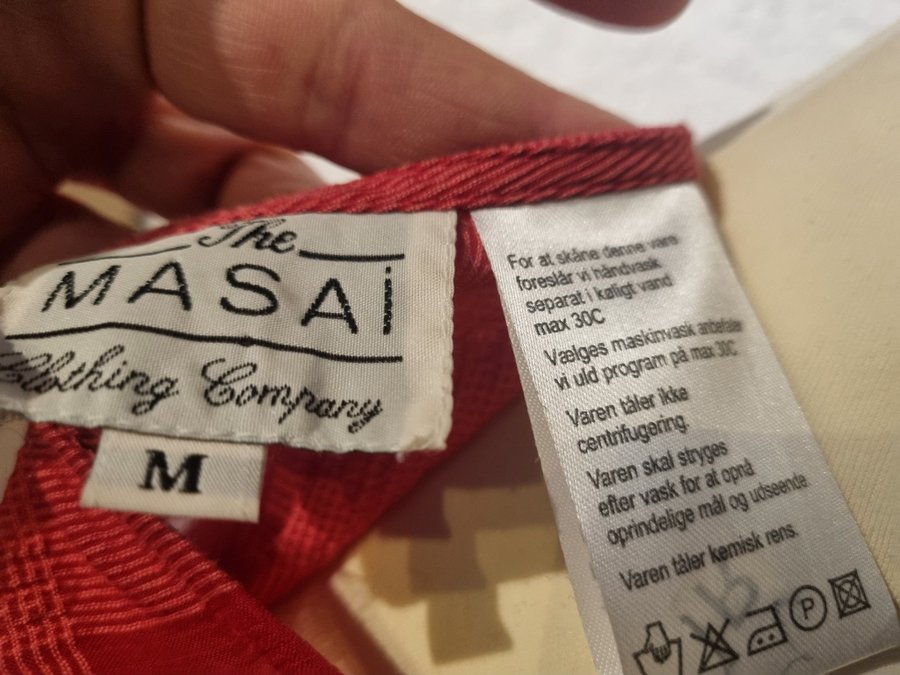 The
MASAi
Clothing Company
M
For at skåne denne vare
foreslår vi håndvask
separat i køligt vand
max 30C
Vælges maskinvask anbefaler
vi uld program på max 30C
Varen tåler ikke
centrifugering.
Varen skal stryges
efter vask for at opnå
oprindelige mål og udseende
Varen tåler kemisk rens.
P